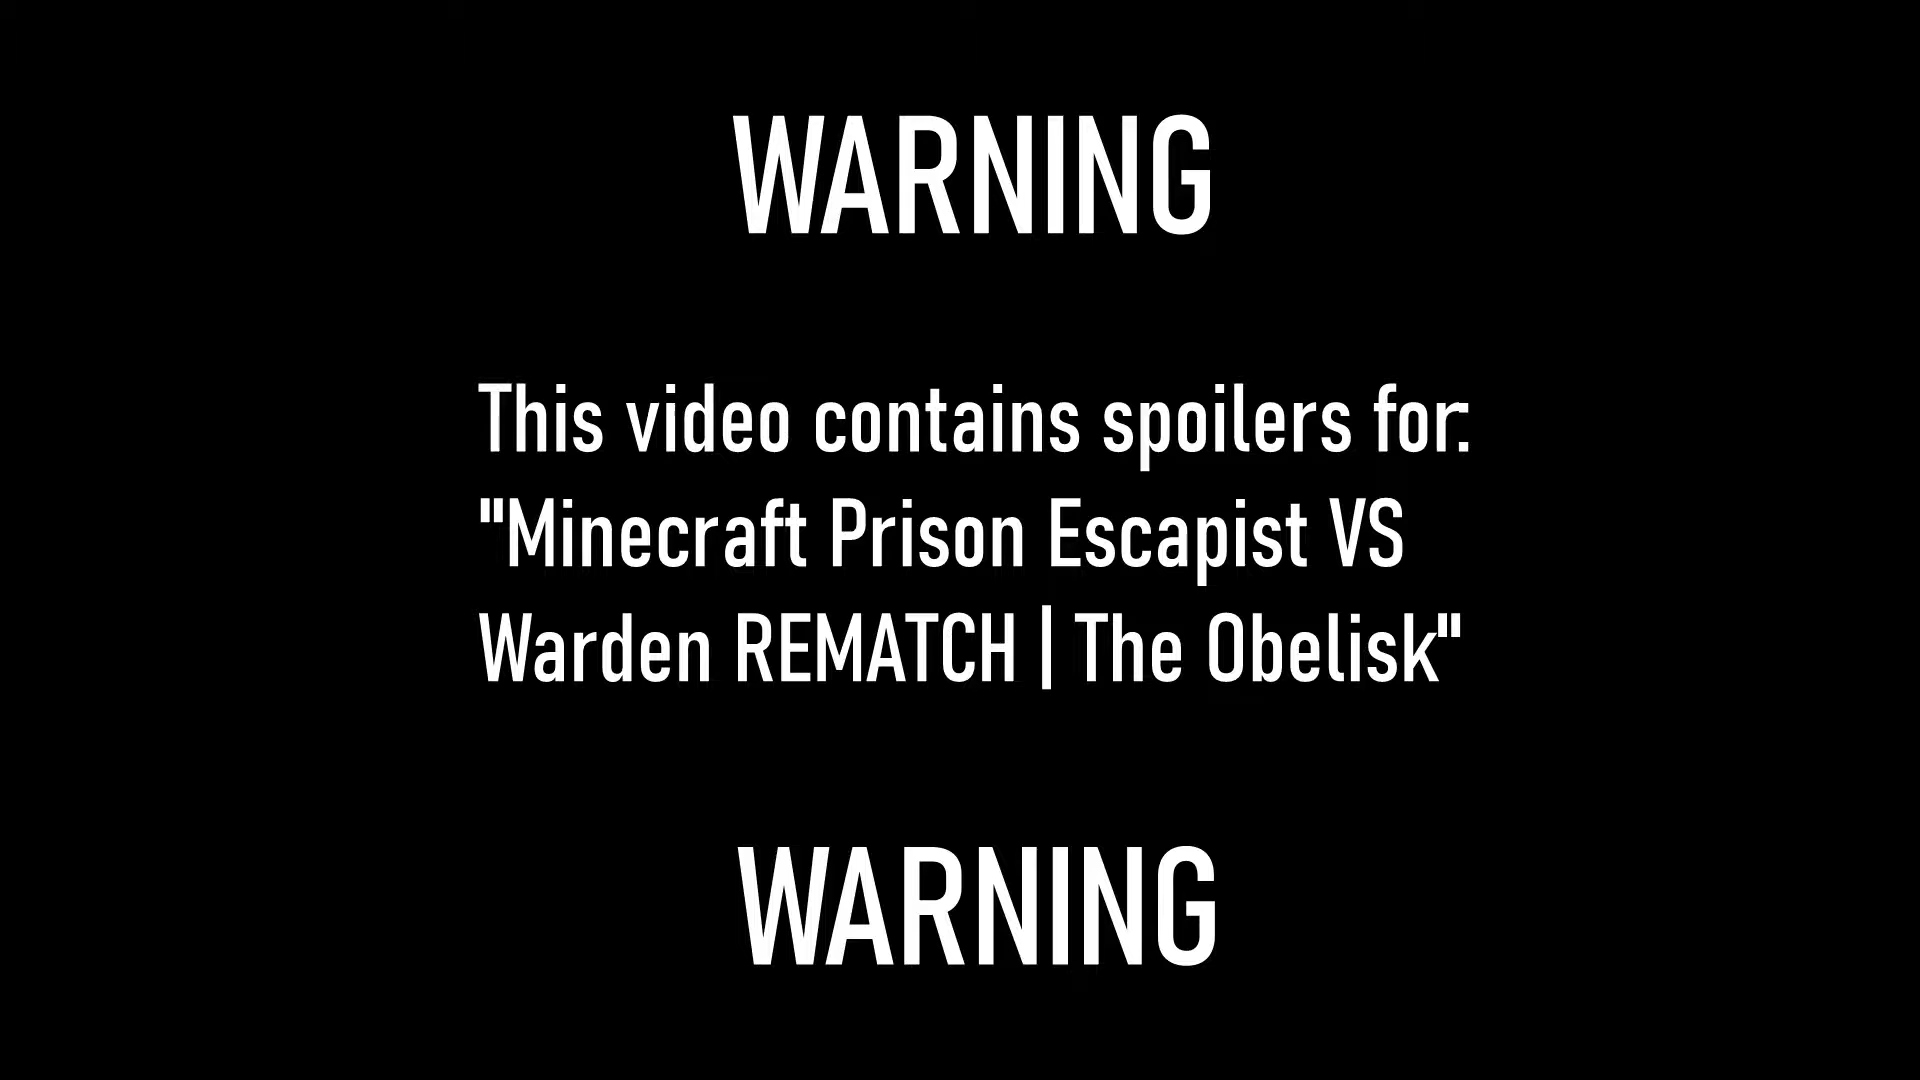 WARNING
This video contains spoilers for:
"Minecraft Prison Escapist VS
Warden REMATCH | The Obelisk"
WARNING